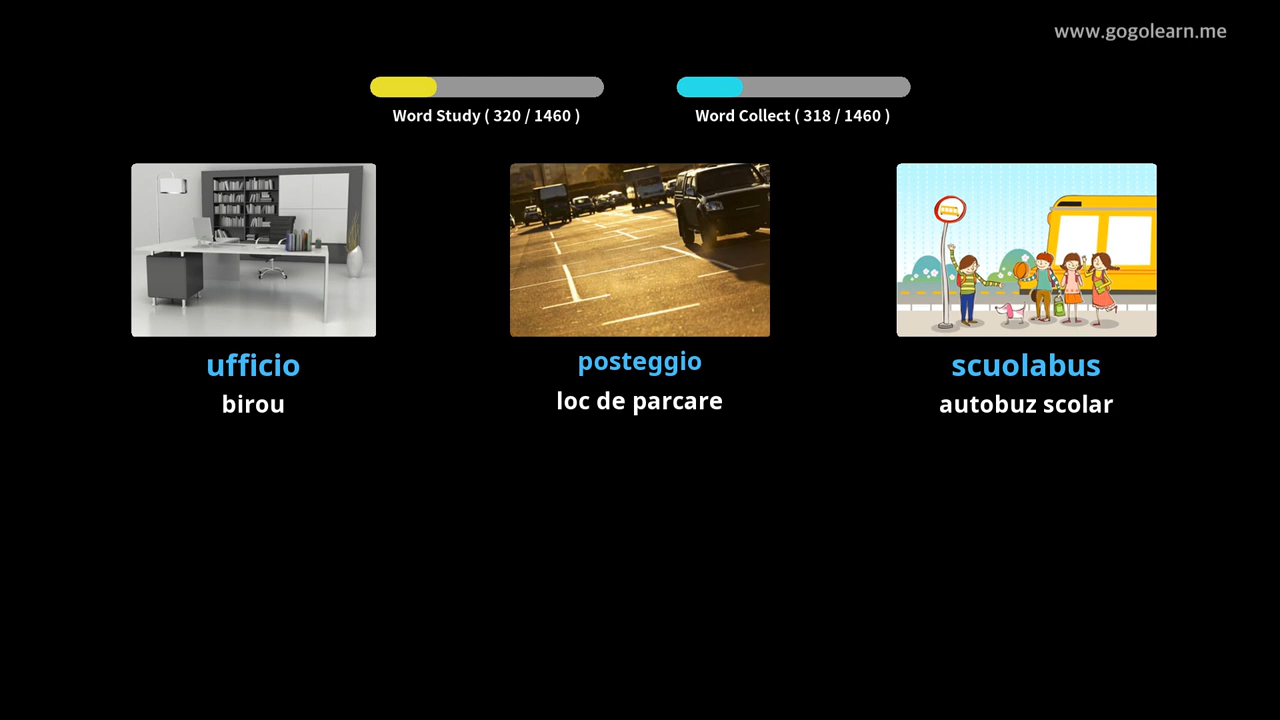 www.gogolearn.me
Word Study ( 320 / 1460 )
Word Collect ( 318 / 1460 )
ufficio
posteggio
scuolabus
birou
loc de parcare
autobuz scolar